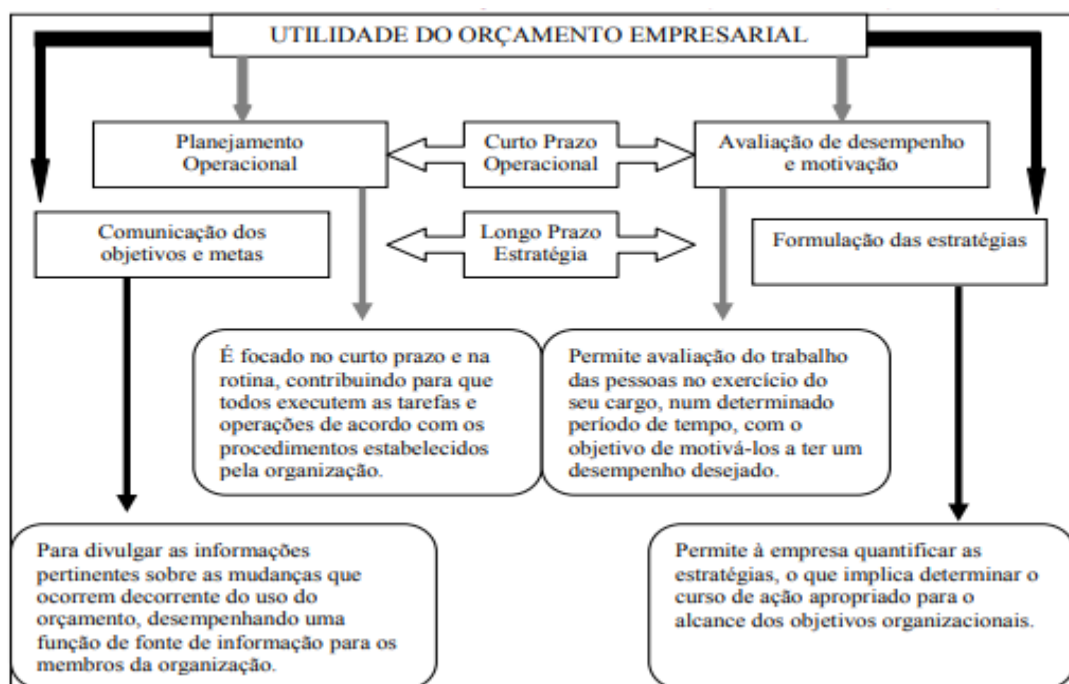 UTILIDADE DO ORÇAMENTO EMPRESARIAL
Planejamento
Operacional
Curto Prazo
Operacional
Avaliação de desempenho
e motivação
Comunicação dos
objetivos e metas
Longo Prazo
Estratégia
Formulação das estratégias
É focado no curto prazo e na
rotina, contribuindo para que
todos executem as tarefas e
operações de acordo com os
procedimentos estabelecidos
pela organização.
Permite avaliação do trabalho
das pessoas no exercício do
seu cargo, num determinado
período de tempo, com o
objetivo de motivá-los a ter um
desempenho desejado.
Para divulgar as informações
pertinentes sobre as mudanças que
ocorrem decorrente do uso do
orçamento, desempenhando uma
função de fonte de informação para os
membros da organização.
Permite à empresa quantificar as
estratégias, o que implica determinar o
curso de ação apropriado para o
alcance dos objetivos organizacionais.